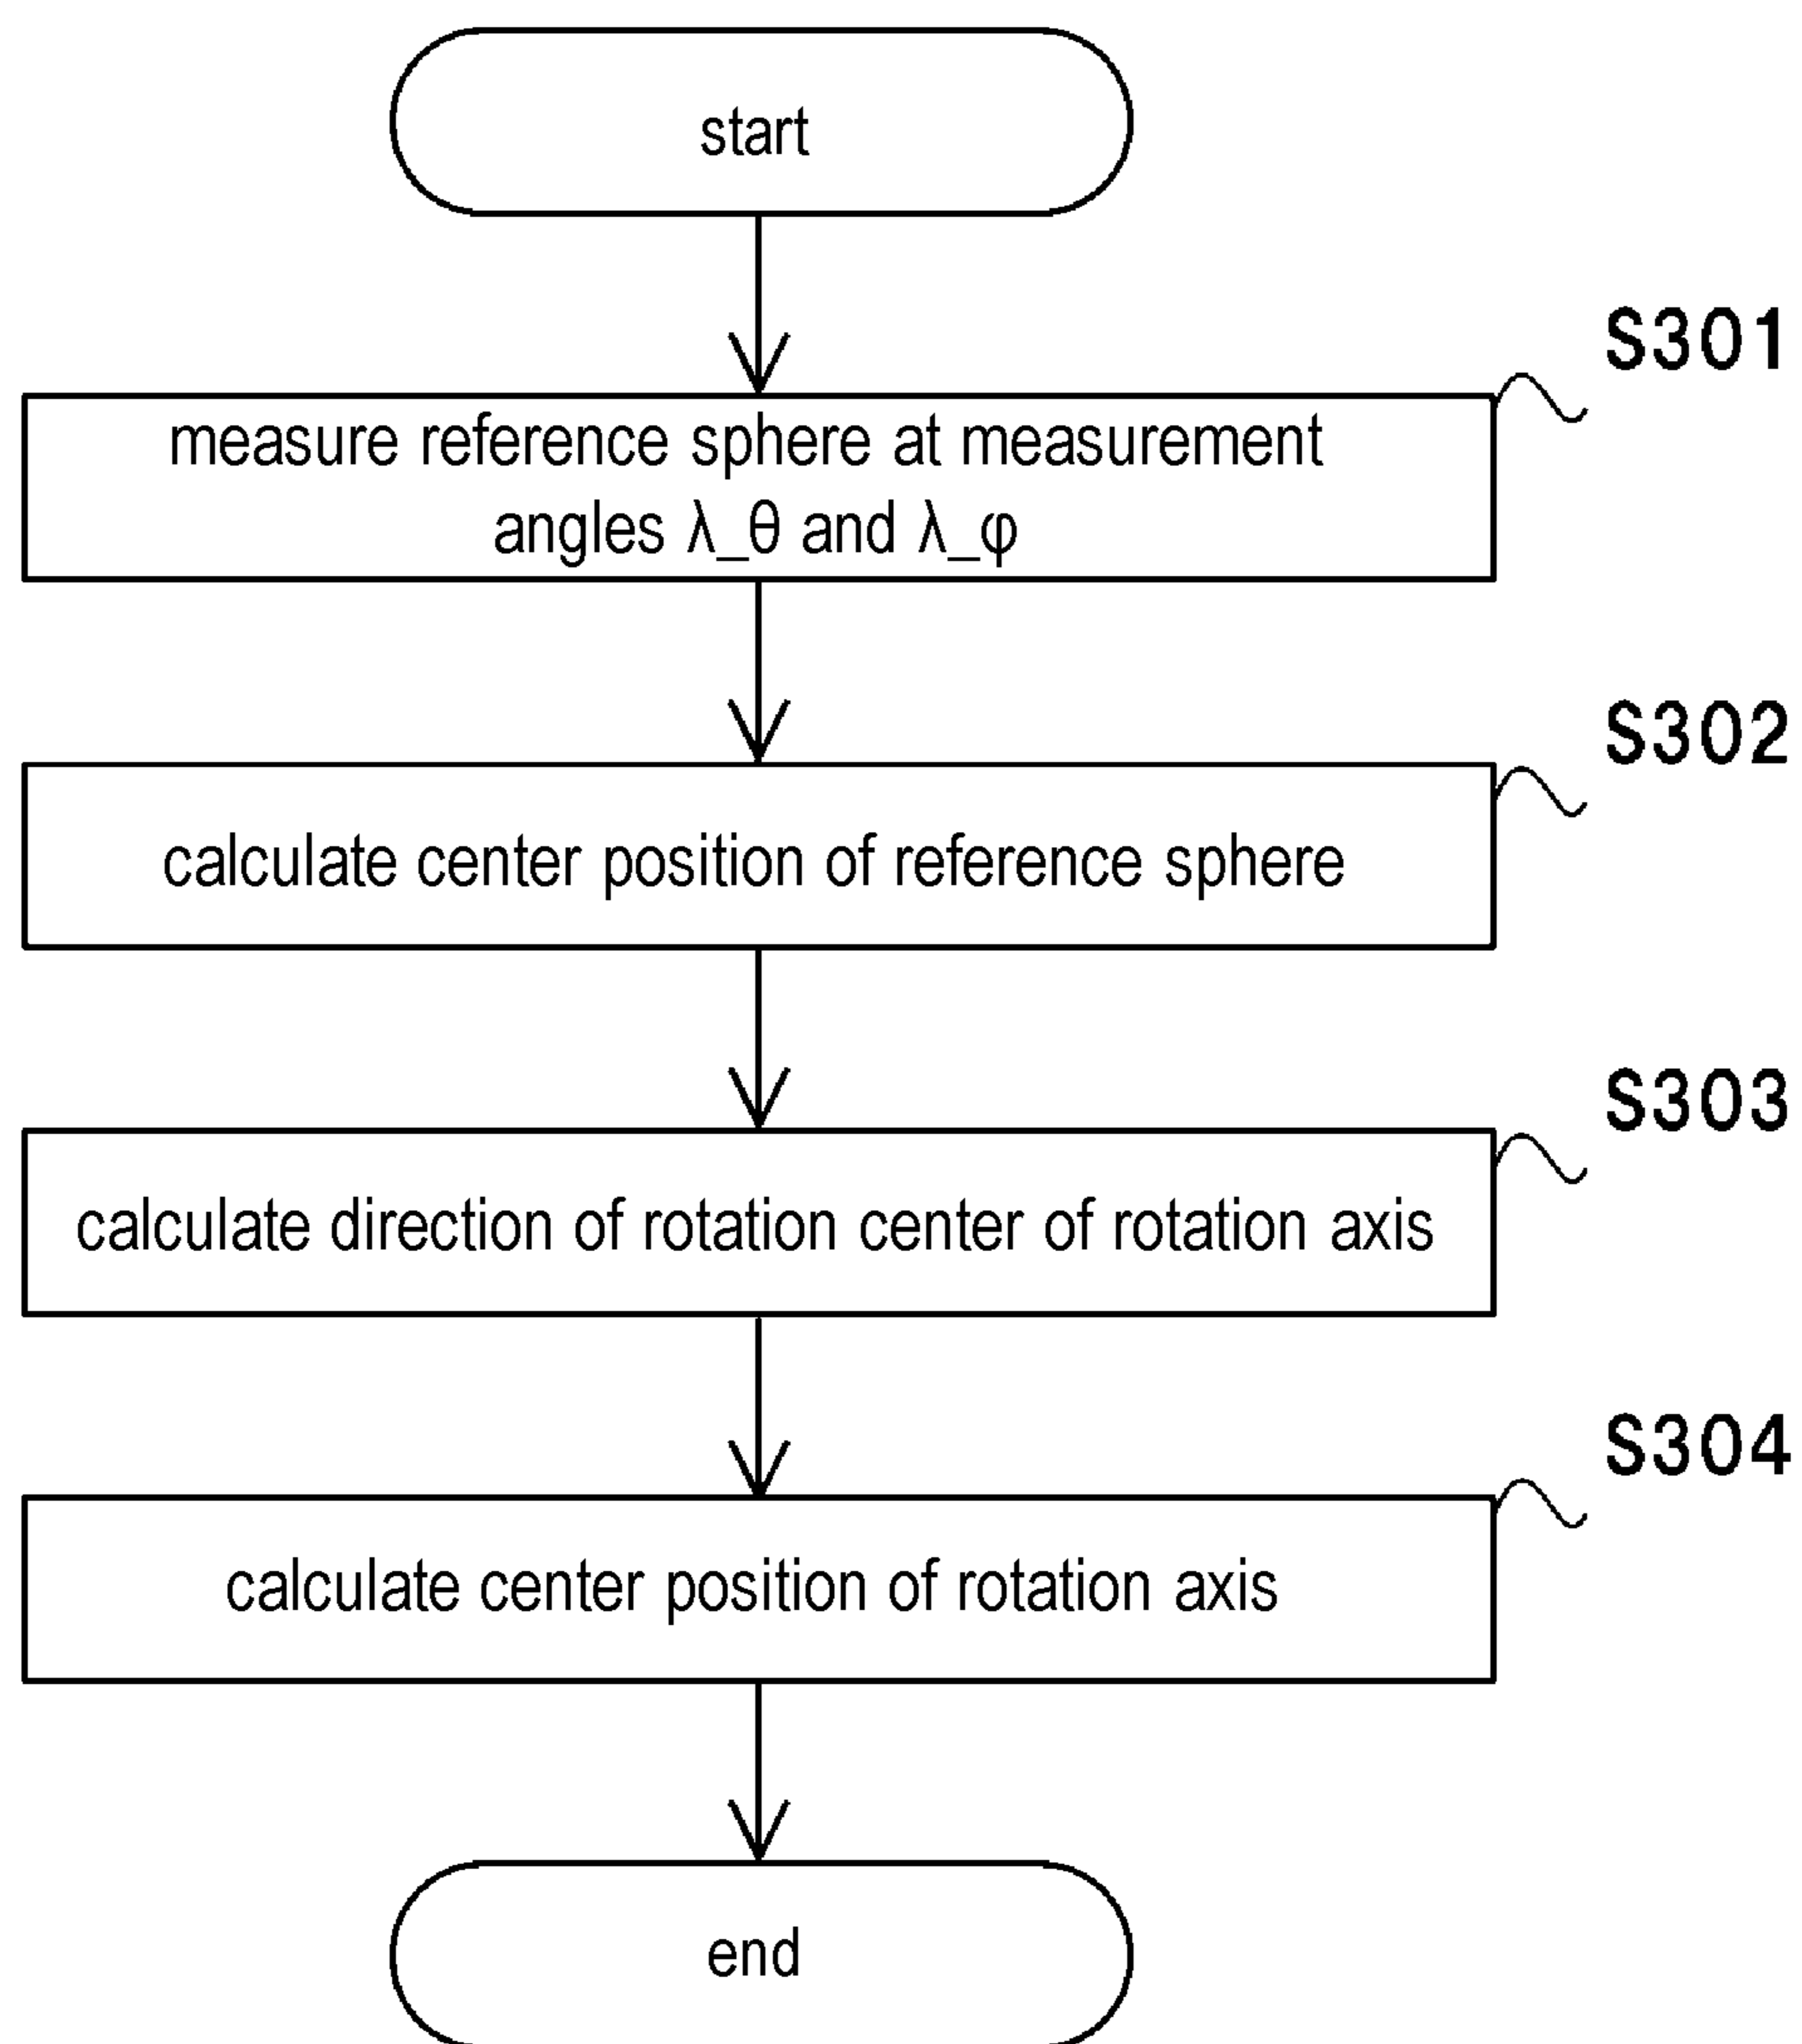 start
S301
measure reference sphere at measurement
angles λ_θ and λ_φ
S302
calculate center position of reference sphere
S303
calculate direction of rotation center of rotation axis
S304
calculate center position of rotation axis
end